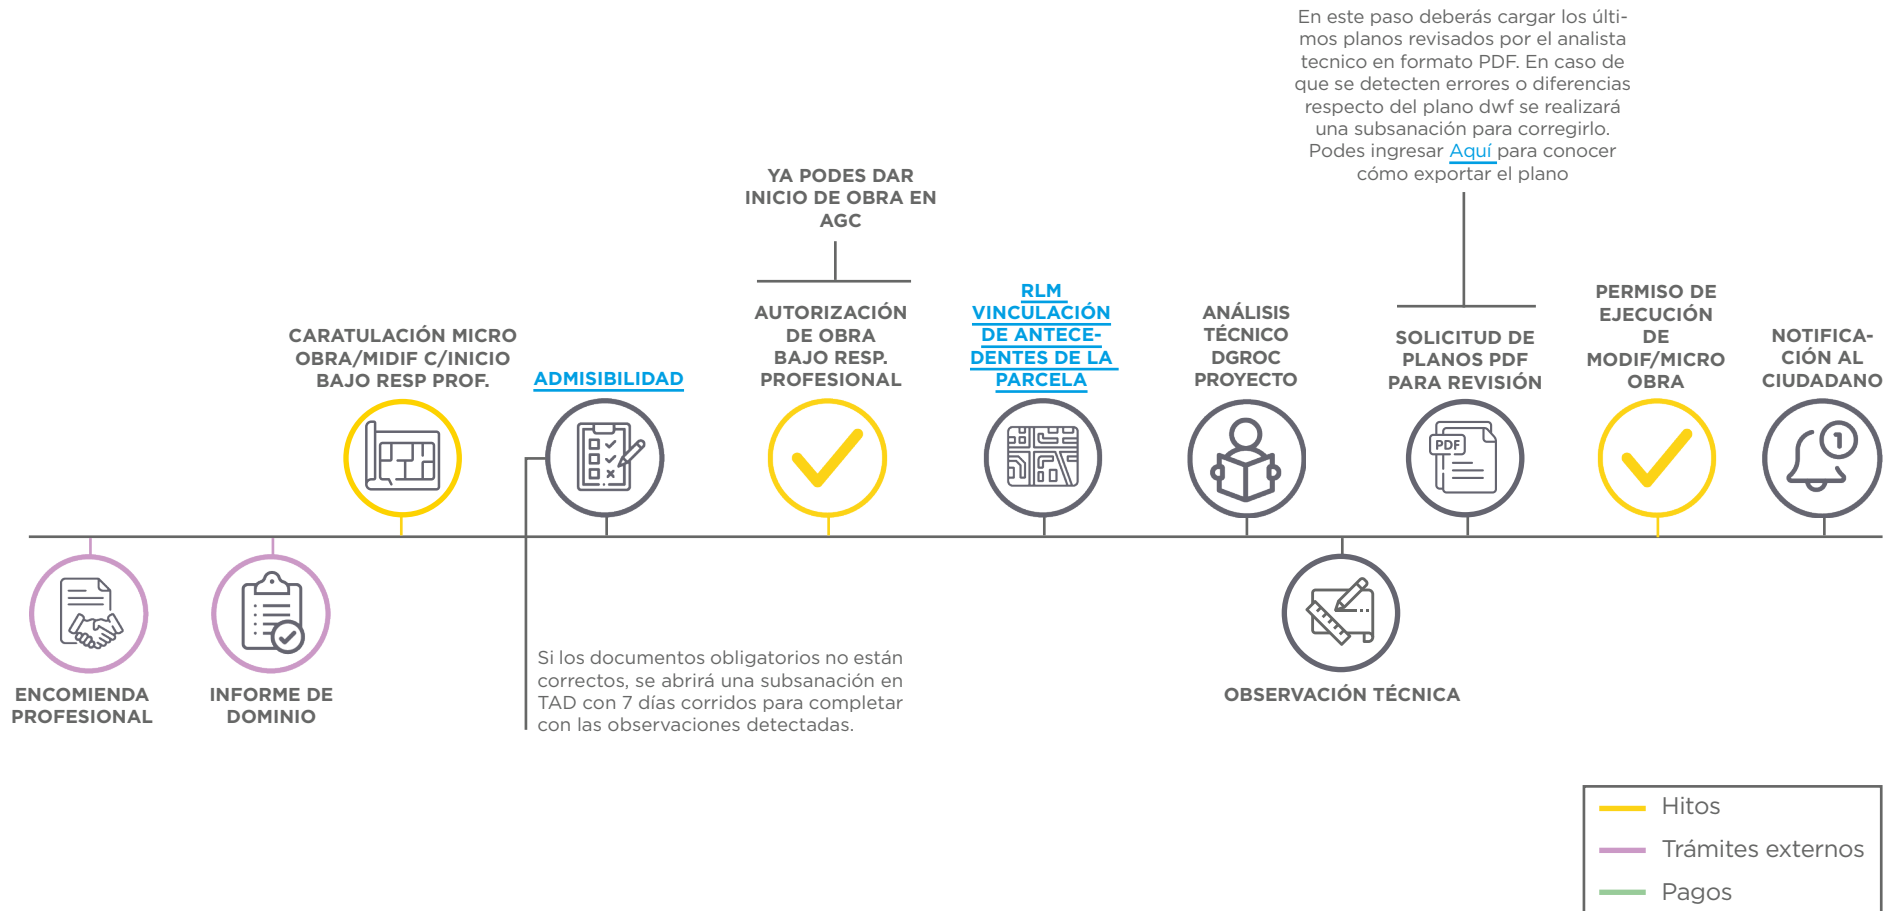 En este paso deberás cargar los últi-
mos planos revisados por el analista
tecnico en formato PDF. En caso de
que se detecten errores o diferencias
respecto del plano dwf se realizará
una subsanación para corregirlo.
Podes ingresar Aquí para conocer
cómo exportar el plano
YA PODES DAR
INICIO DE OBRA EN
AGC
CARATULACIÓN MICRO
OBRA/MIDIF C/INICIO
BAJO RESP PROF.
ADMISIBILIDAD
AUTORIZACIÓN
DE OBRA
BAJO RESP.
PROFESIONAL
RLM
VINCULACIÓN
DE ANTECE-
DENTES DE LA
PARCELA
ANÁLISIS
TÉCNICO
DGROC
PROYECTO
SOLICITUD DE
PLANOS PDF
PARA REVISIÓN
PERMISO DE
EJECUCIÓN
DE
MODIF/MICRO
OBRA
NOTIFICA-
CIÓN AL
CIUDADANO
PDF
1
ENCOMIENDA
PROFESIONAL
INFORME DE
DOMINIO
Si los documentos obligatorios no están
correctos, se abrirá una subsanación en
TAD con 7 días corridos para completar
con las observaciones detectadas.
OBSERVACIÓN TÉCNICA
Hitos
Trámites externos
Pagos